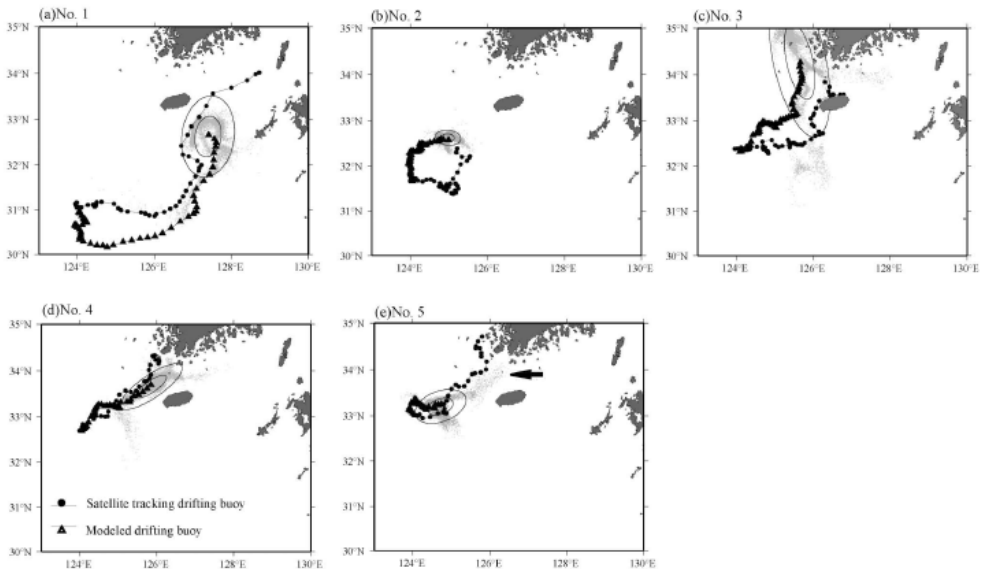 (a)No. 1
35°N
34°N
33°N
32°N
31°N
30°N
124°E 126°E 128°E 130°E
(b)No. 2
35°N
34°N
33°N
32°N
31°N
30°N
124°E 126°E 128°E 130°E
(c)No. 3
35°N
34°N
33°N
32°N
31°N
30°N
124°E 126°E 128°E 130°E
(d)No. 4
35°N
34°N
33°N
32°N
31°N
30°N
124°E 126°E 128°E 130°E
Satellite tracking drifting buoy
Modeled drifting buoy
(e)No. 5
35°N
34°N
33°N
32°N
31°N
30°N
124°E 126°E 128°E 130°E